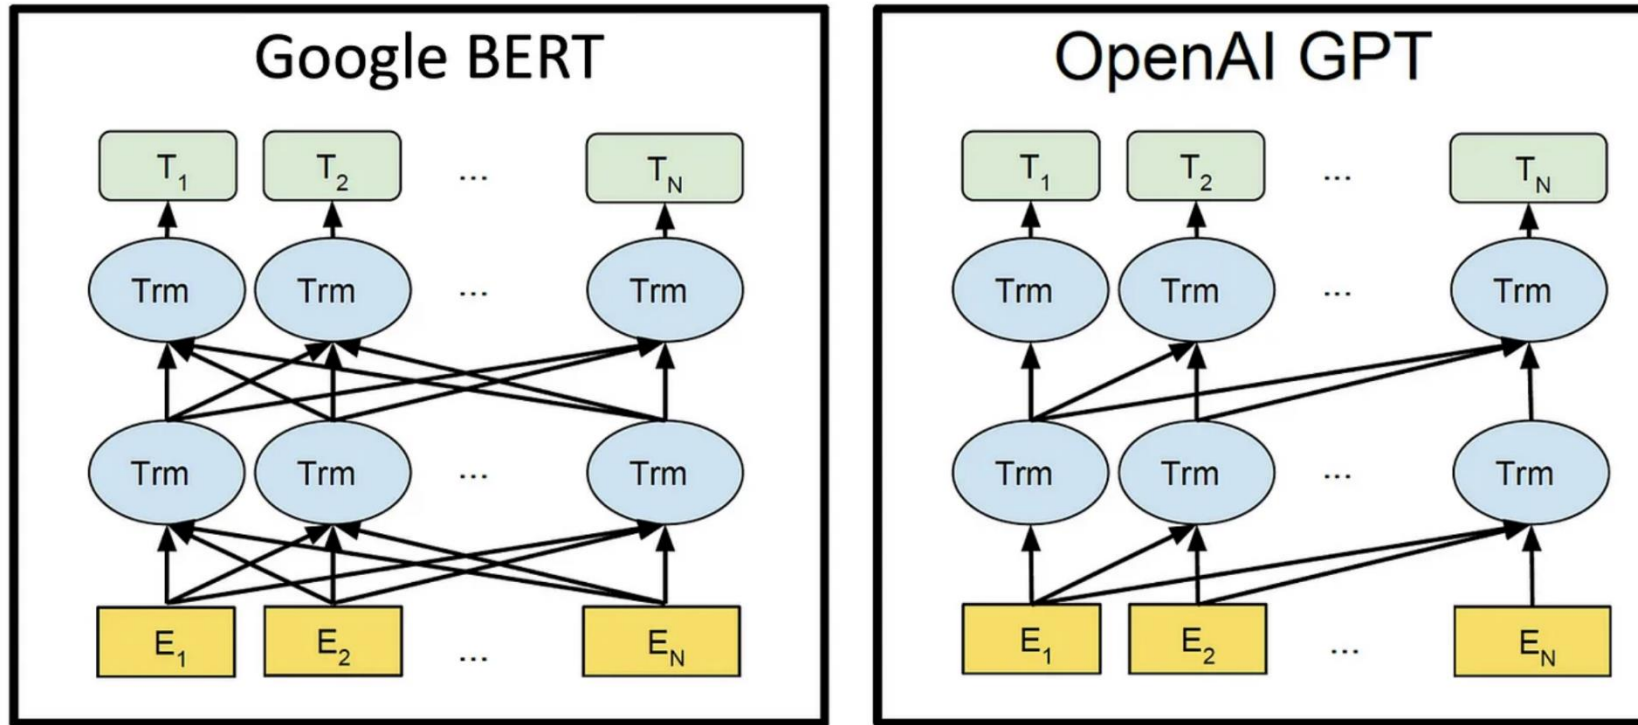 Google BERT
T1 T2 ... TN
Trm Trm ... Trm
Trm Trm ... Trm
E1 E2 ... EN
OpenAI GPT
T1 T2 ... TN
Trm Trm ... Trm
Trm Trm ... Trm
E1 E2 ... EN